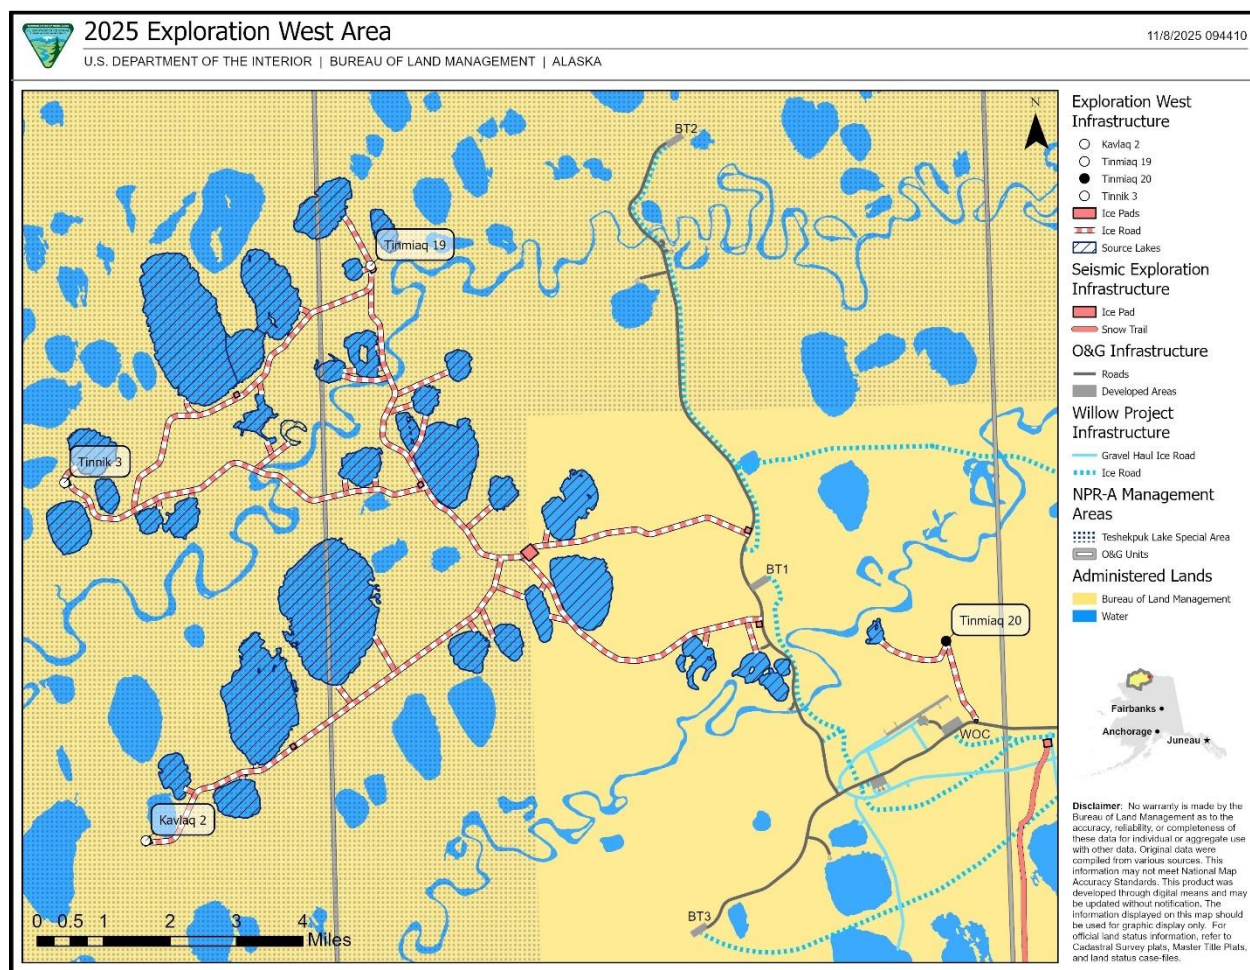 2025 Exploration West Area
11/8/2025 094410
U.S. DEPARTMENT OF THE INTERIOR | BUREAU OF LAND MANAGEMENT | ALASKA
BT2
N
Tinmiaq 19
Tinnik 3
BT1
Tinmiaq 20
WOC
Kavlaq 2
BT3
0 0.5 1 2 3 4
Miles
Exploration West
Infrastructure
Kavlaq 2
Tinmiaq 19
Tinmiaq 20
Tinnik 3
Ice Pads
Ice Road
Source Lakes
Seismic Exploration
Infrastructure
Ice Pad
Snow Trail
O&G Infrastructure
Roads
Developed Areas
Willow Project
Infrastructure
Gravel Haul Ice Road
Ice Road
NPR-A Management
Areas
Teshekpuk Lake Special Area
O&G Units
Administered Lands
Bureau of Land Management
Water
Fairbanks
Anchorage
Juneau
Disclaimer: No warranty is made by the
Bureau of Land Management as to the
accuracy, reliability, or completeness of
these data for individual or aggregate use
with other data. Original data were
compiled from various sources. This
information may not meet National Map
Accuracy Standards. This product was
developed through digital means and may
be updated without notification. The
information displayed on this map should
be used for graphic display only. For
official land status information, refer to
Cadastral Survey plats, Master Title Plats,
and land status case-files.